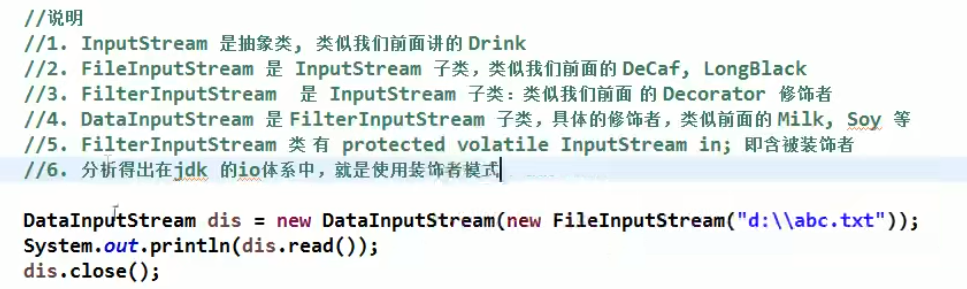 //说明
//1. InputStream 是抽象类, 类似我们前面讲的 Drink
//2. FileInputStream 是 InputStream 子类，类似我们前面的 DeCaf, LongBlack
//3. FilterInputStream 是 InputStream 子类：类似我们前面 的 Decorator 修饰者
//4. DataInputStream 是 FilterInputStream 子类，具体的修饰者，类似前面的 Milk, Soy 等
//5. FilterInputStream 类 有 protected volatile InputStream in; 即含被装饰者
//6. 分析得出在jdk 的io体系中，就是使用装饰者模式
DataInputStream dis = new DataInputStream(new FileInputStream("d:\\abc.txt"));
System.out.println(dis.read());
dis.close();